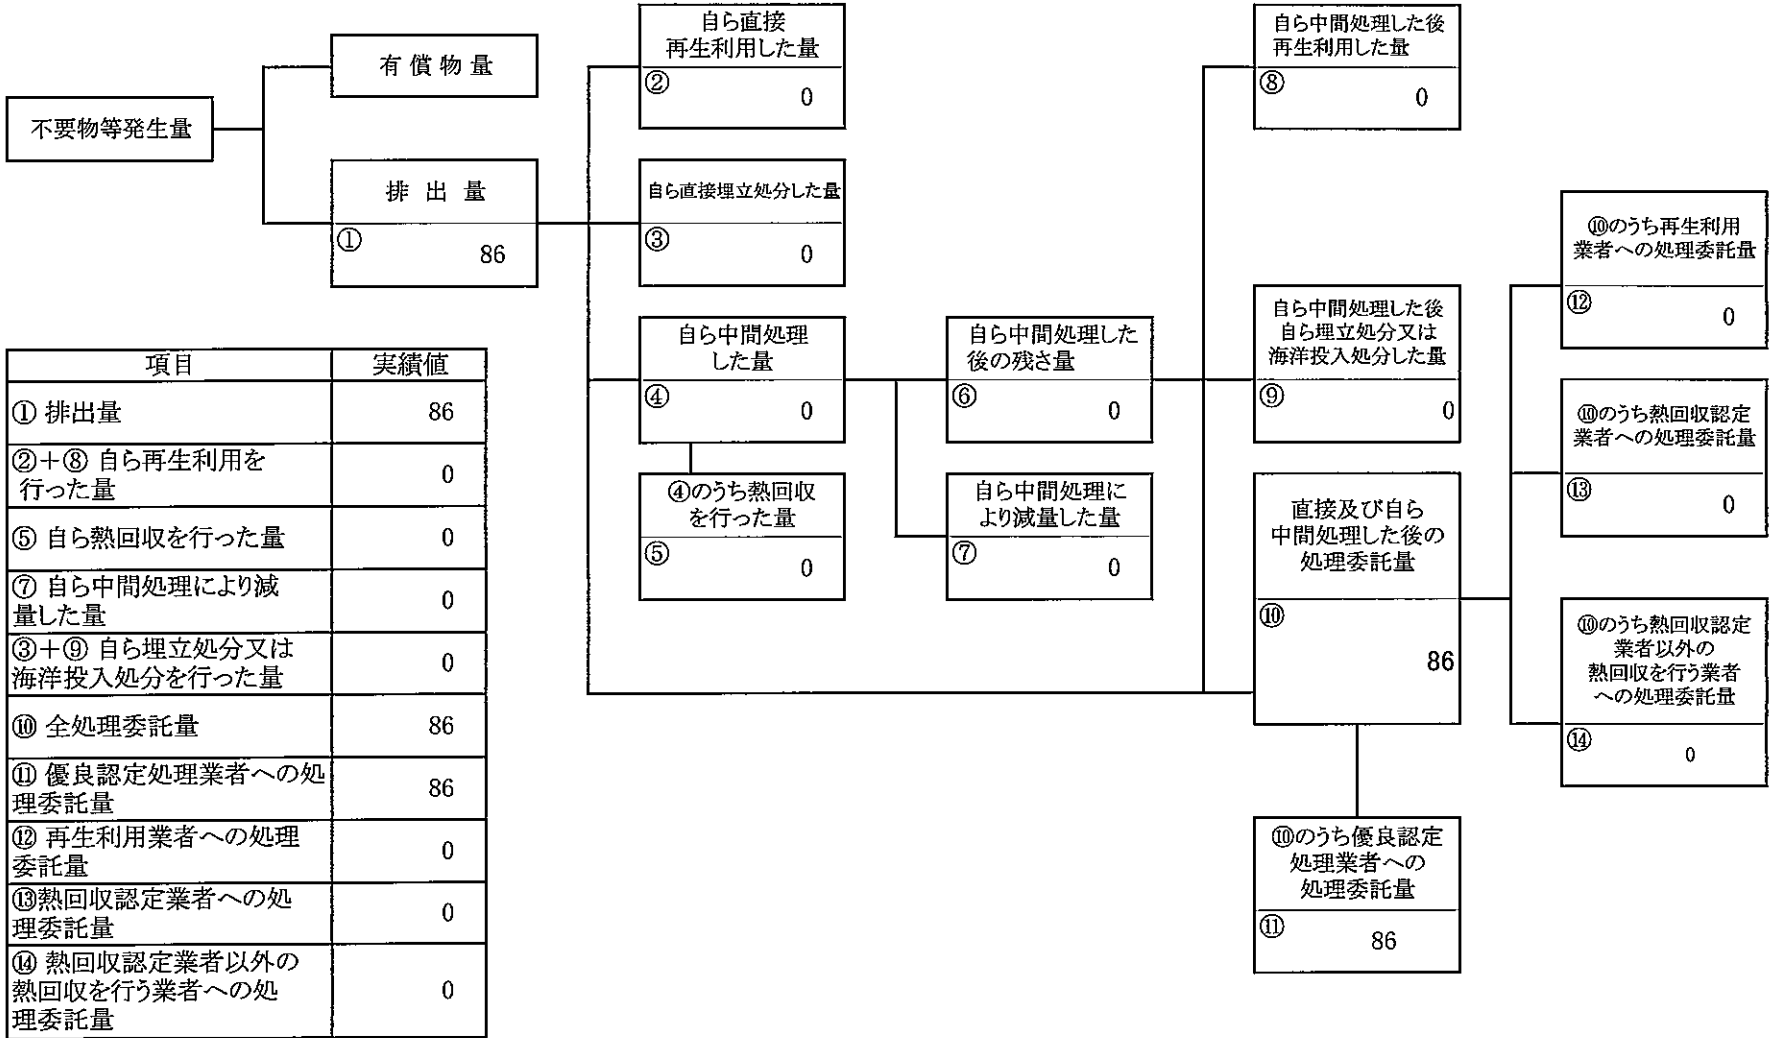 不要物等発生量
有償物量
排出量
①
86
自ら直接
再生利用した量
②
0
自ら直接埋立処分した量
③
0
自ら中間処理
した量
④
0
④のうち熱回収
を行った量
⑤
0
自ら中間処理した
後の残さ量
⑥
0
自ら中間処理に
より減量した量
⑦
0
自ら中間処理した後
再生利用した量
⑧
0
自ら中間処理した後
自ら埋立処分又は
海洋投入処分した量
⑨
0
直接及び自ら
中間処理した後の
処理委託量
⑩
86
⑩のうち優良認定
処理業者への
処理委託量
⑪
86
⑩のうち再生利用
業者への処理委託量
⑫
0
⑩のうち熱回収認定
業者への処理委託量
⑬
0
⑩のうち熱回収認定
業者以外の
熱回収を行う業者
への処理委託量
⑭
0
項目 実績値
① 排出量 86
②+⑧ 自ら再生利用を
行った量 0
⑤ 自ら熱回収を行った量 0
⑦ 自ら中間処理により減
量した量 0
③+⑨ 自ら埋立処分又は
海洋投入処分を行った量 0
⑩ 全処理委託量 86
⑪ 優良認定処理業者への処
理委託量 86
⑫ 再生利用業者への処理
委託量 0
⑬熱回収認定業者への処
理委託量 0
⑭ 熱回収認定業者以外の
熱回収を行う業者への処
理委託量 0